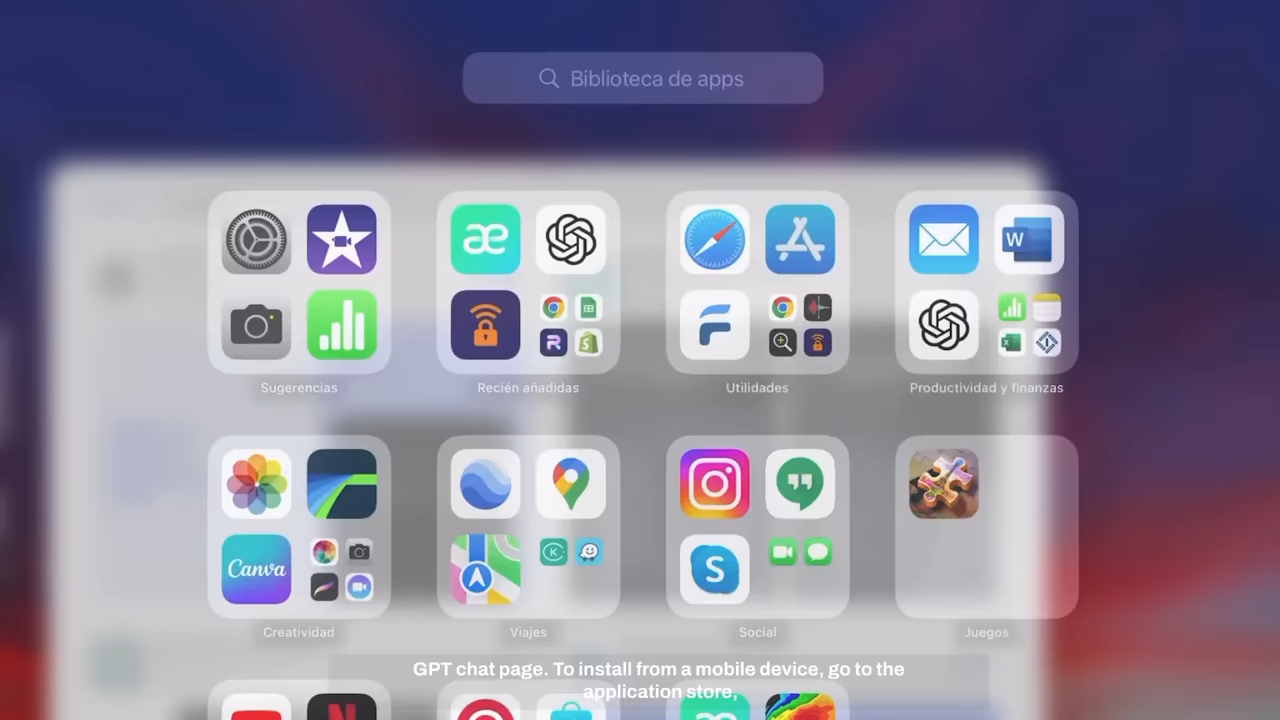 Biblioteca de apps
Sugerencias
Recién añadidas
Utilidades
Productividad y finanzas
W
Canva
S
Creatividad
Viajes
Social
Juegos
GPT chat page. To install from a mobile device, go to the
application store,